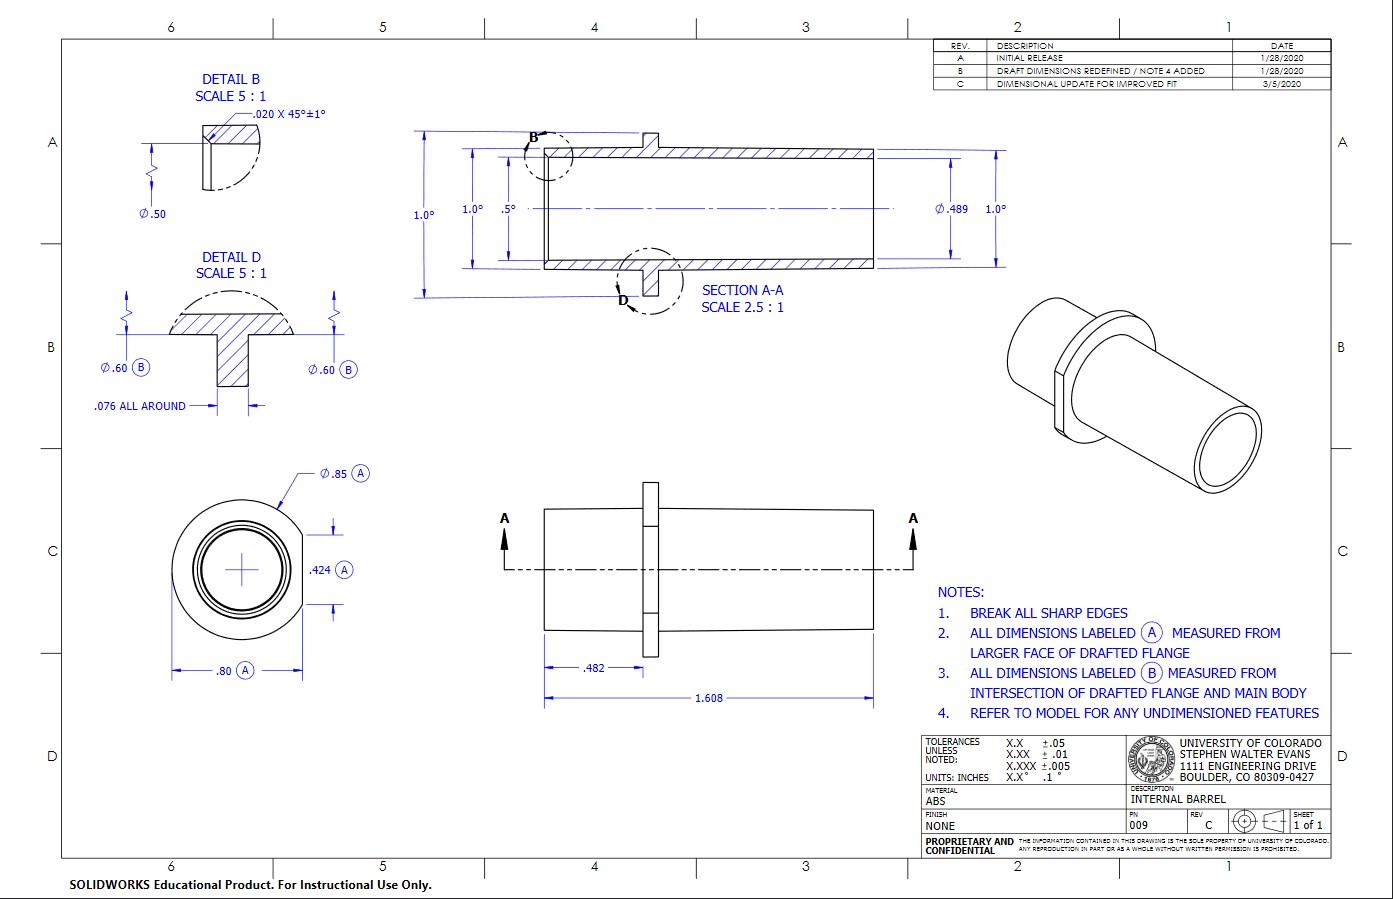 6 5 4 3 2 1
REV. DESCRIPTION DATE
A INITIAL RELEASE 1/28/2020
B DRAFT DIMENSIONS REDEFINED / NOTE 4 ADDED 1/28/2020
C DIMENSIONAL UPDATE FOR IMPROVED FIT 3/5/2020
A A
DETAIL B
SCALE 5 : 1
.020 X 45°±1°
∅.50
B
1.0° 1.0° .5° ∅.489 1.0°
D
SECTION A-A
SCALE 2.5 : 1
DETAIL D
SCALE 5 : 1
B B
∅.60 B ∅.60 B
.076 ALL AROUND
∅.85 A
.424 A
.80 A
C C
A A
.482
1.608
NOTES:
1. BREAK ALL SHARP EDGES
2. ALL DIMENSIONS LABELED A MEASURED FROM
LARGER FACE OF DRAFTED FLANGE
3. ALL DIMENSIONS LABELED B MEASURED FROM
INTERSECTION OF DRAFTED FLANGE AND MAIN BODY
4. REFER TO MODEL FOR ANY UNDIMENSIONED FEATURES
D D
TOLERANCES
UNLESS
NOTED:
UNITS: INCHES
X.X ±.05
X.XX ± .01
X.XXX ±.005
X.X° .1 °
UNIVERSITY OF COLORADO
STEPHEN WALTER EVANS
1111 ENGINEERING DRIVE
BOULDER, CO 80309-0427
MATERIAL
ABS
DESCRIPTION
INTERNAL BARREL
FINISH
NONE
PN
009
REV
C
SHEET
1 of 1
PROPRIETARY AND
CONFIDENTIAL
THE INFORMATION CONTAINED IN THIS DRAWING IS THE SOLE PROPERTY OF UNIVERSITY OF COLORADO.
ANY REPRODUCTION IN PART OR AS A WHOLE WITHOUT WRITTEN PERMISSION IS PROHIBITED.
6 5 4 3 2 1
SOLIDWORKS Educational Product. For Instructional Use Only.